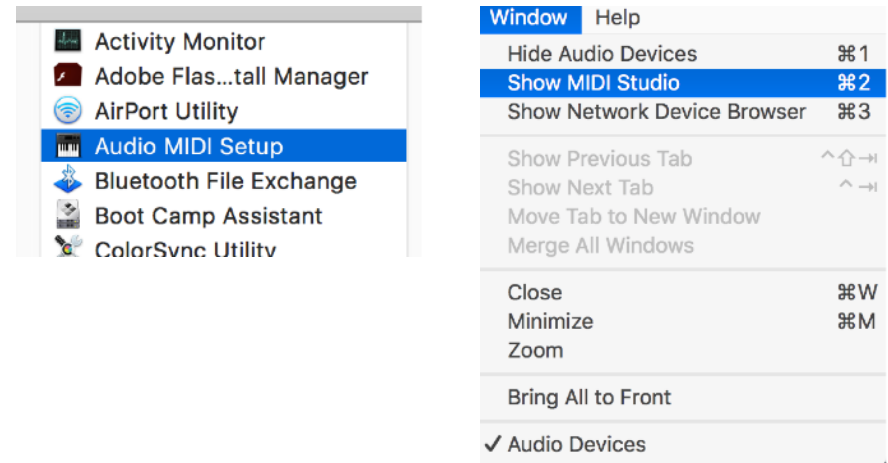 Activity Monitor
Adobe Flas...tall Manager
AirPort Utility
Audio MIDI Setup
Bluetooth File Exchange
Boot Camp Assistant
ColorSync Utility
Window Help
Hide Audio Devices ⌘1
Show MIDI Studio ⌘2
Show Network Device Browser ⌘3
Show Previous Tab ^⇧⇥
Show Next Tab ^⇥
Move Tab to New Window
Merge All Windows
Close ⌘W
Minimize ⌘M
Zoom
Bring All to Front
✓ Audio Devices